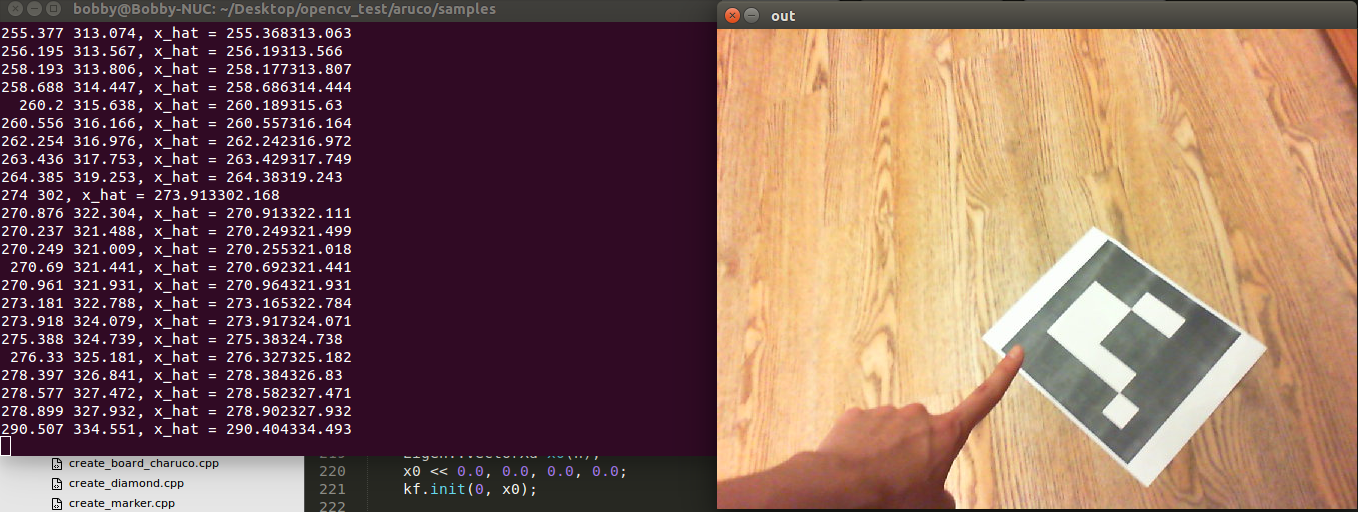 bobby@Bobby-NUC: ~/Desktop/opencv_test/aruco/samples
255.377 313.074, x_hat = 255.368313.063
256.195 313.567, x_hat = 256.19313.566
258.193 313.806, x_hat = 258.177313.807
258.688 314.447, x_hat = 258.686314.444
260.2 315.638, x_hat = 260.189315.63
260.556 316.166, x_hat = 260.557316.164
262.254 316.976, x_hat = 262.242316.972
263.436 317.753, x_hat = 263.429317.749
264.385 319.253, x_hat = 264.38319.243
274 302, x_hat = 273.913302.168
270.876 322.304, x_hat = 270.913322.111
270.237 321.488, x_hat = 270.249321.499
270.249 321.009, x_hat = 270.255321.018
270.69 321.441, x_hat = 270.692321.441
270.961 321.931, x_hat = 270.964321.931
273.181 322.788, x_hat = 273.165322.784
273.918 324.079, x_hat = 273.917324.071
275.388 324.739, x_hat = 275.38324.738
276.33 325.181, x_hat = 276.327325.182
278.397 326.841, x_hat = 278.384326.83
278.577 327.472, x_hat = 278.582327.471
278.899 327.932, x_hat = 278.902327.932
290.507 334.551, x_hat = 290.404334.493
create_board_charuco.cpp
create_diamond.cpp
create_marker.cpp
220 x0 << 0.0, 0.0, 0.0, 0.0;
221 kf.init(0, x0);
222
out